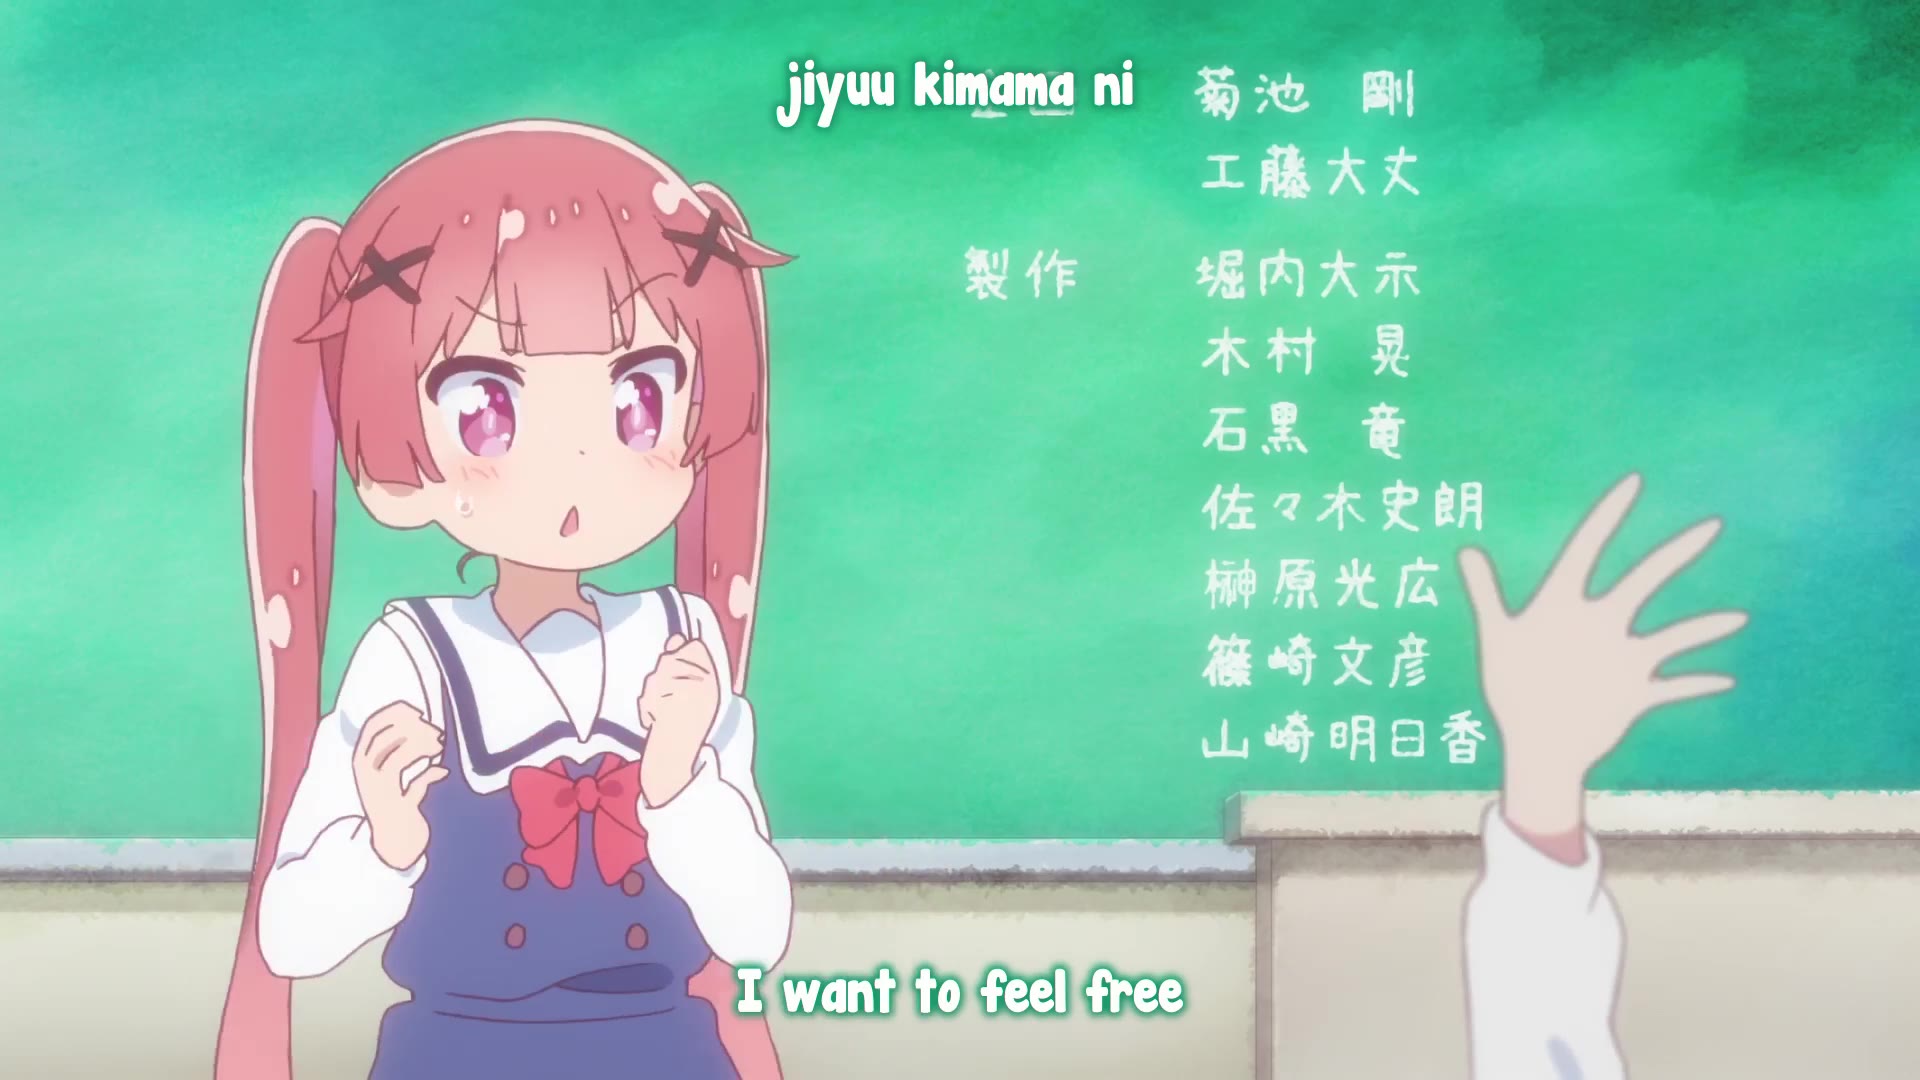 jiyuu kimama ni
菊池 剛
工藤大丈
製作 堀内大示
木村 晃
石黒 竜
佐々木史朗
榊原光広
篠崎文彦
山崎明日香
I want to feel free